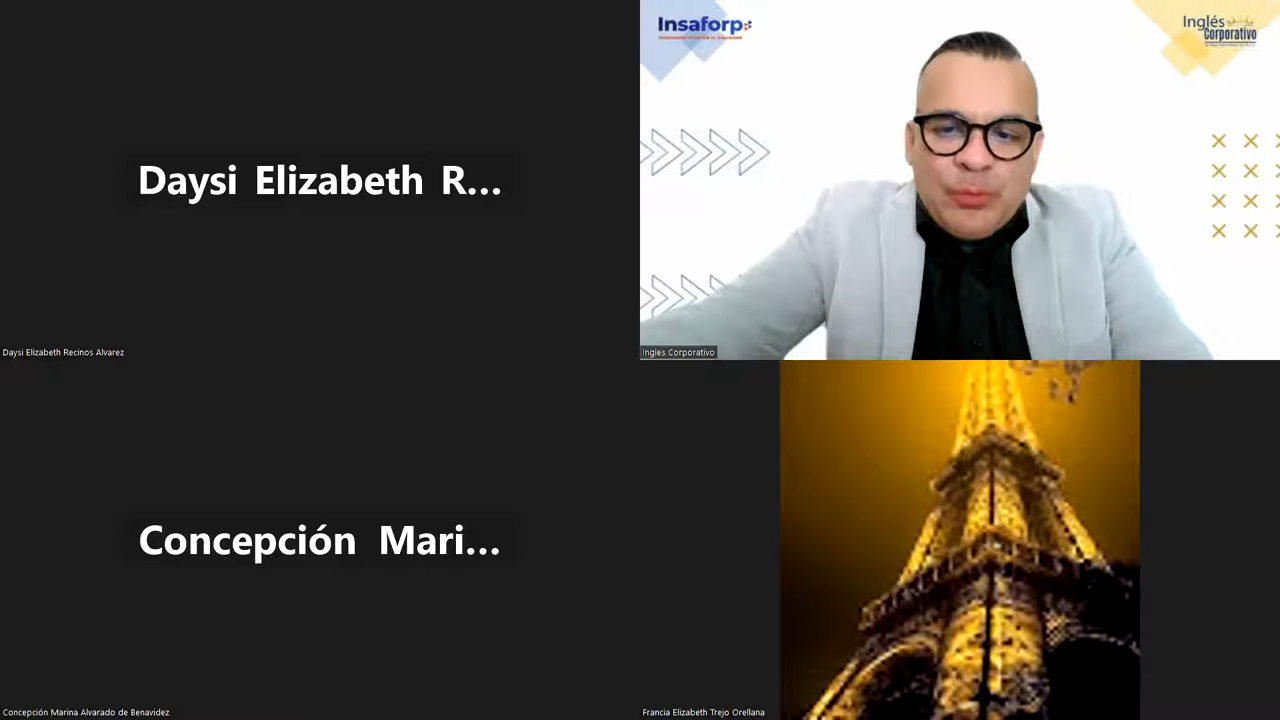 Daysi Elizabeth R...
Daysi Elizabeth Recinos Alvarez
Insaforp
Inglés
Corporativo
Ingles Corporativo
Concepción Mari...
Concepción Marina Alvarado de Benavidez
Francia Elizabeth Trejo Orellana